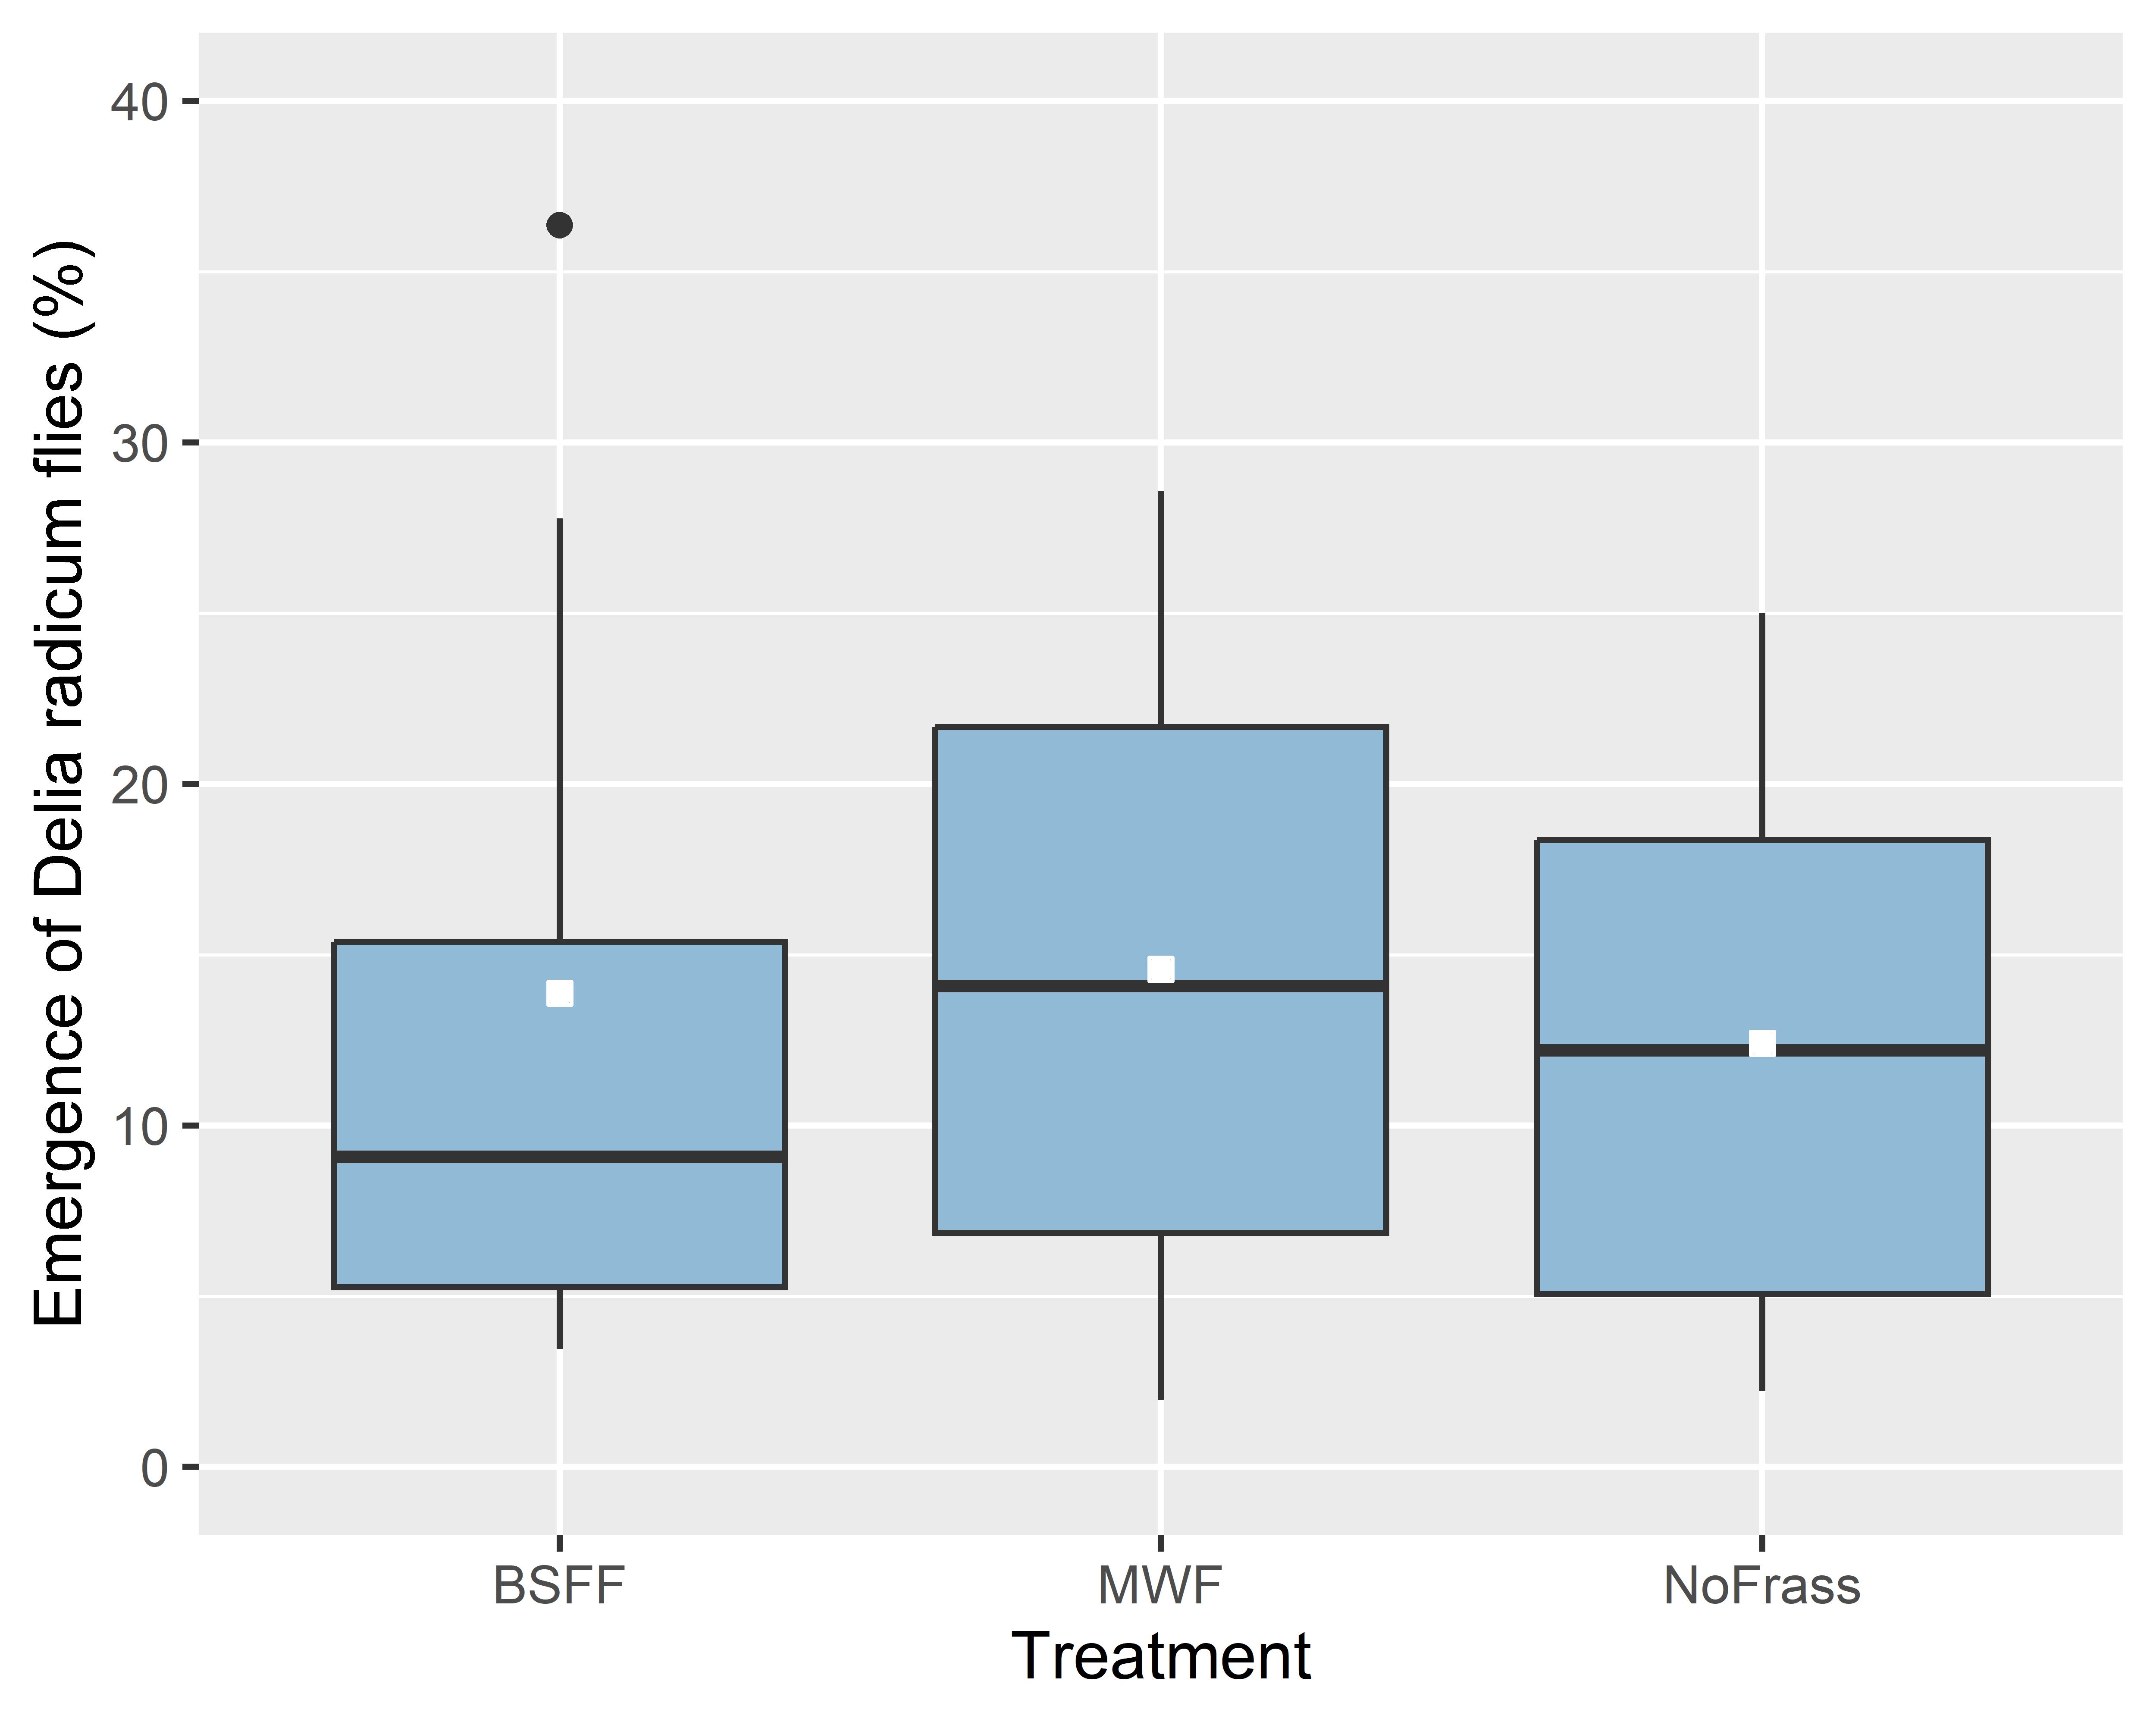 Emergence of Delia radicum flies (%)
40
30
20
10
0
BSFF MWF NoFrass
Treatment